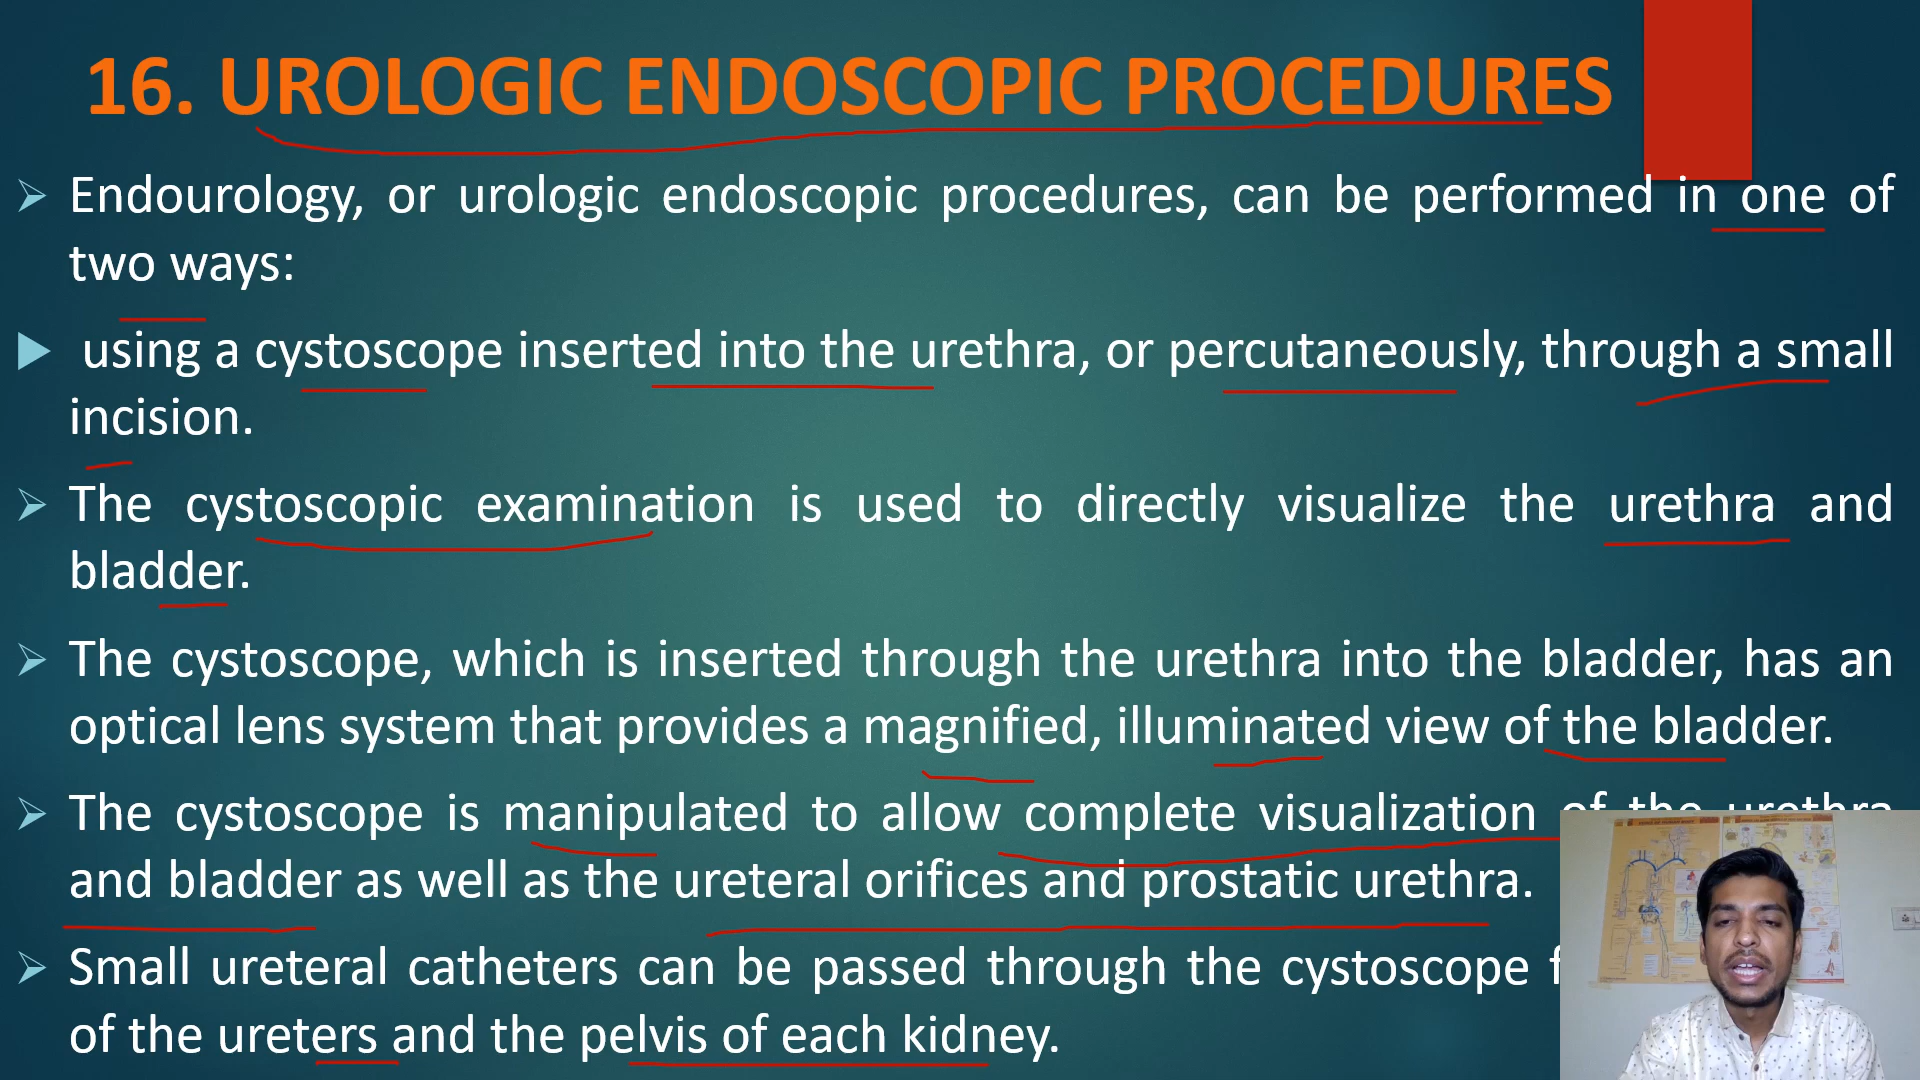 16. UROLOGIC ENDOSCOPIC PROCEDURES
Endourology, or urologic endoscopic procedures, can be performed in one of
two ways:
using a cystoscope inserted into the urethra, or percutaneously, through a small
incision.
The cystoscopic examination is used to directly visualize the urethra and
bladder.
The cystoscope, which is inserted through the urethra into the bladder, has an
optical lens system that provides a magnified, illuminated view of the bladder.
The cystoscope is manipulated to allow complete visualization of the urethra
and bladder as well as the ureteral orifices and prostatic urethra.
Small ureteral catheters can be passed through the cystoscope
of the ureters and the pelvis of each kidney.